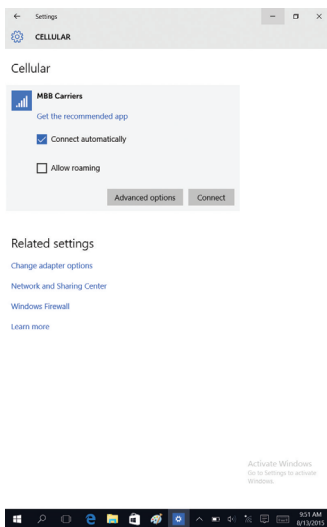 Settings
CELLULAR
Cellular
MBB Carriers
Get the recommended app
Connect automatically
Allow roaming
Advanced options Connect
Related settings
Change adapter options
Network and Sharing Center
Windows Firewall
Learn more
Activate Windows
Go to Settings to activate
Windows.
9:51 AM
8/13/2015